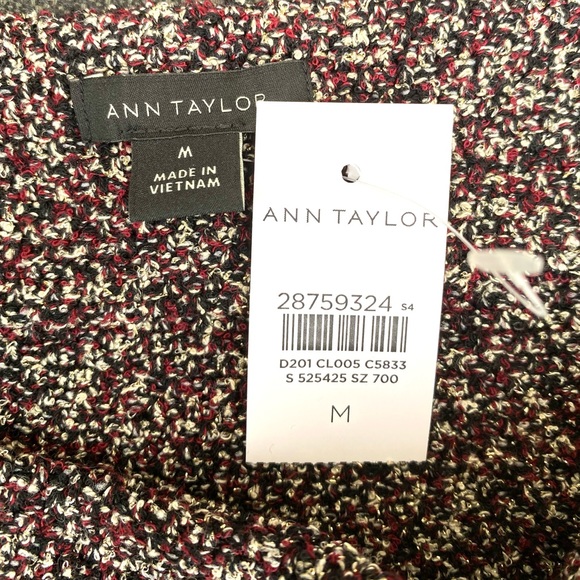 ANN TAYLOR
M
MADE IN
VIETNAM
ANN TAYLOR
28759324 S4
D201 CL005 C5833
S 525425 SZ 700
M